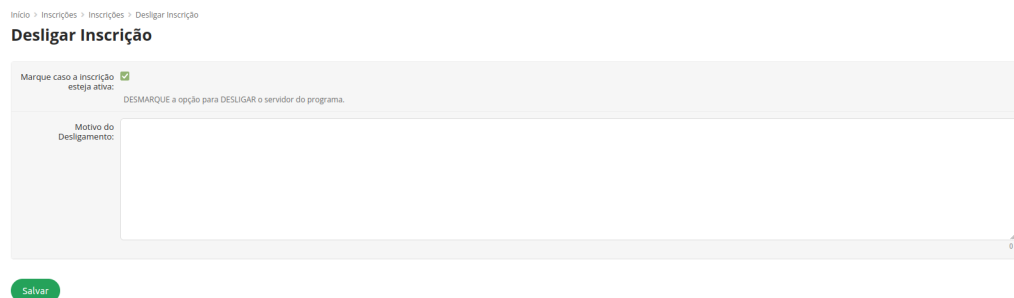 Início > Inscrições > Inscrições > Desligar Inscrição
Desligar Inscrição
Marque caso a inscrição
esteja ativa:
DESMARQUE a opção para DESLIGAR o servidor do programa.
Motivo do
Desligamento:
0
Salvar